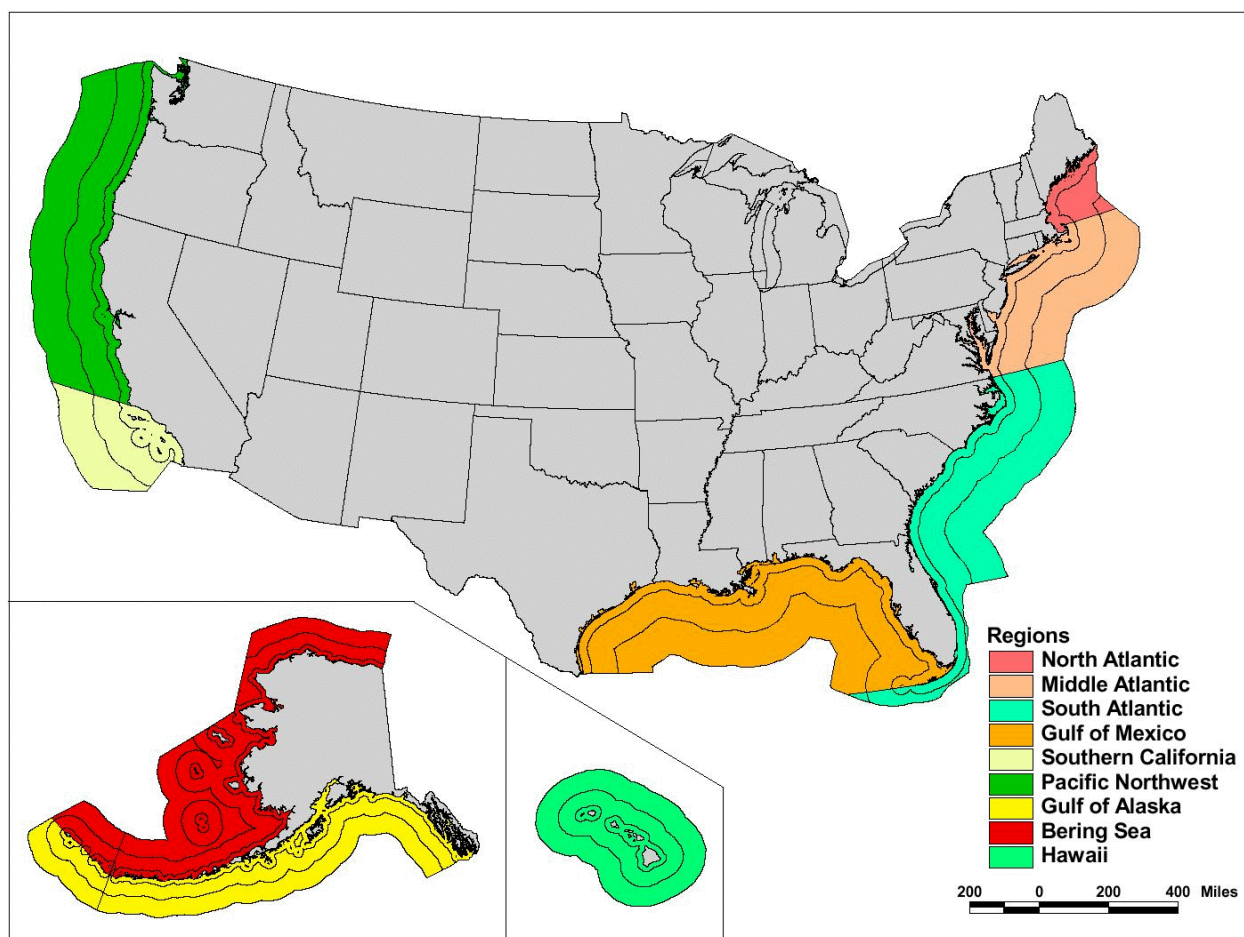 Regions
North Atlantic
Middle Atlantic
South Atlantic
Gulf of Mexico
Southern California
Pacific Northwest
Gulf of Alaska
Bering Sea
Hawaii
200 0 200 400 Miles